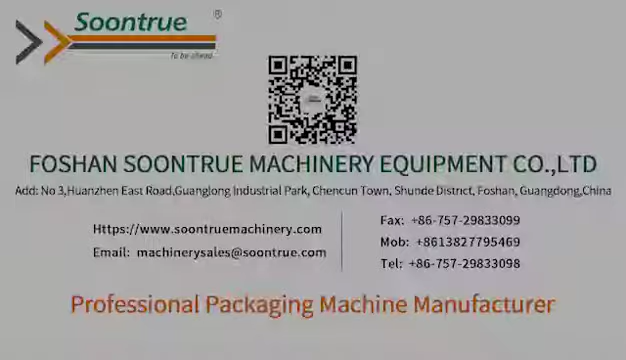 Soontrue®
To be ahead
FOSHAN SOONTRUE MACHINERY EQUIPMENT CO.,LTD
Add: No 3,Huanzhen East Road,Guanglong Industrial Park, Chencun Town, Shunde District, Foshan, Guangdong,China
Https://www.soontruemachinery.com
Email: machinerysales@soontrue.com
Fax: +86-757-29833099
Mob: +8613827795469
Tel: +86-757-29833098
Professional Packaging Machine Manufacturer